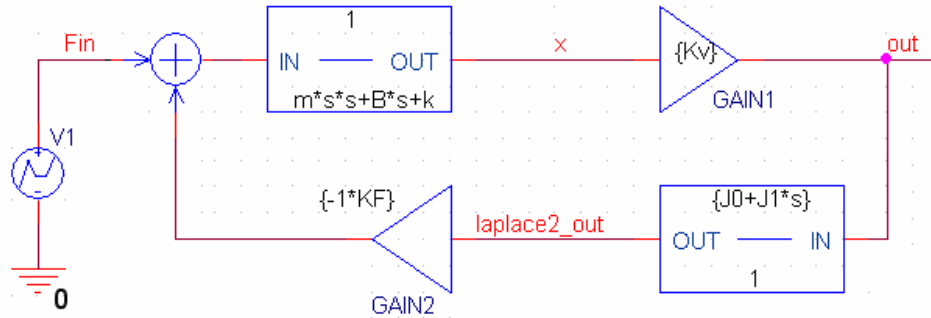 1
Fin
x
{Kv}
out
IN
OUT
m*s*s+B*s+k
GAIN1
V1
{-1*KF}
{J0+J1*s}
laplace2_out
OUT
IN
1
GAIN2
0